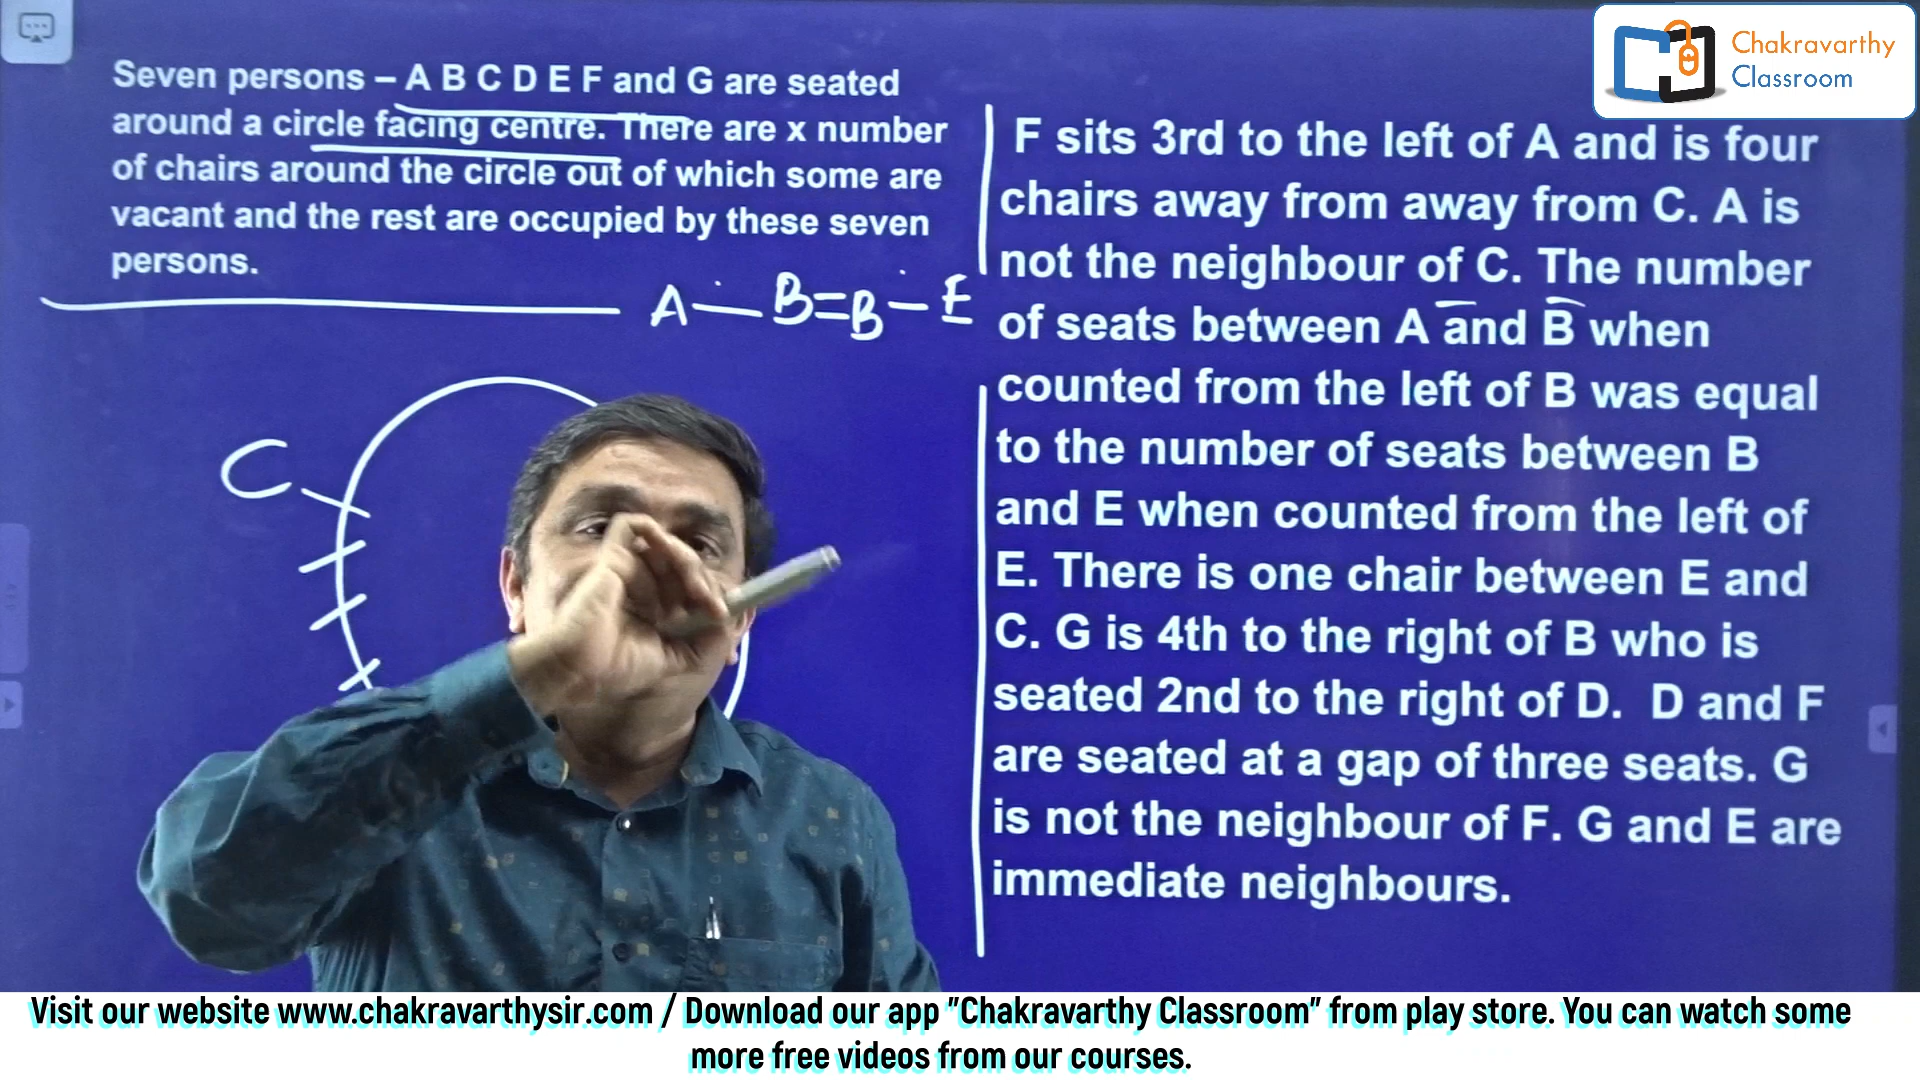 Chakravarthy
Classroom
Seven persons – A B C D E F and G are seated
around a circle facing centre. There are x number
of chairs around the circle out of which some are
vacant and the rest are occupied by these seven
persons.
A — B = B — E
C
F sits 3rd to the left of A and is four
chairs away from away from C. A is
not the neighbour of C. The number
of seats between A and B when
counted from the left of B was equal
to the number of seats between B
and E when counted from the left of
E. There is one chair between E and
C. G is 4th to the right of B who is
seated 2nd to the right of D. D and F
are seated at a gap of three seats. G
is not the neighbour of F. G and E are
immediate neighbours.
Visit our website www.chakravarthysir.com / Download our app "Chakravarthy Classroom" from play store. You can watch some
more free videos from our courses.